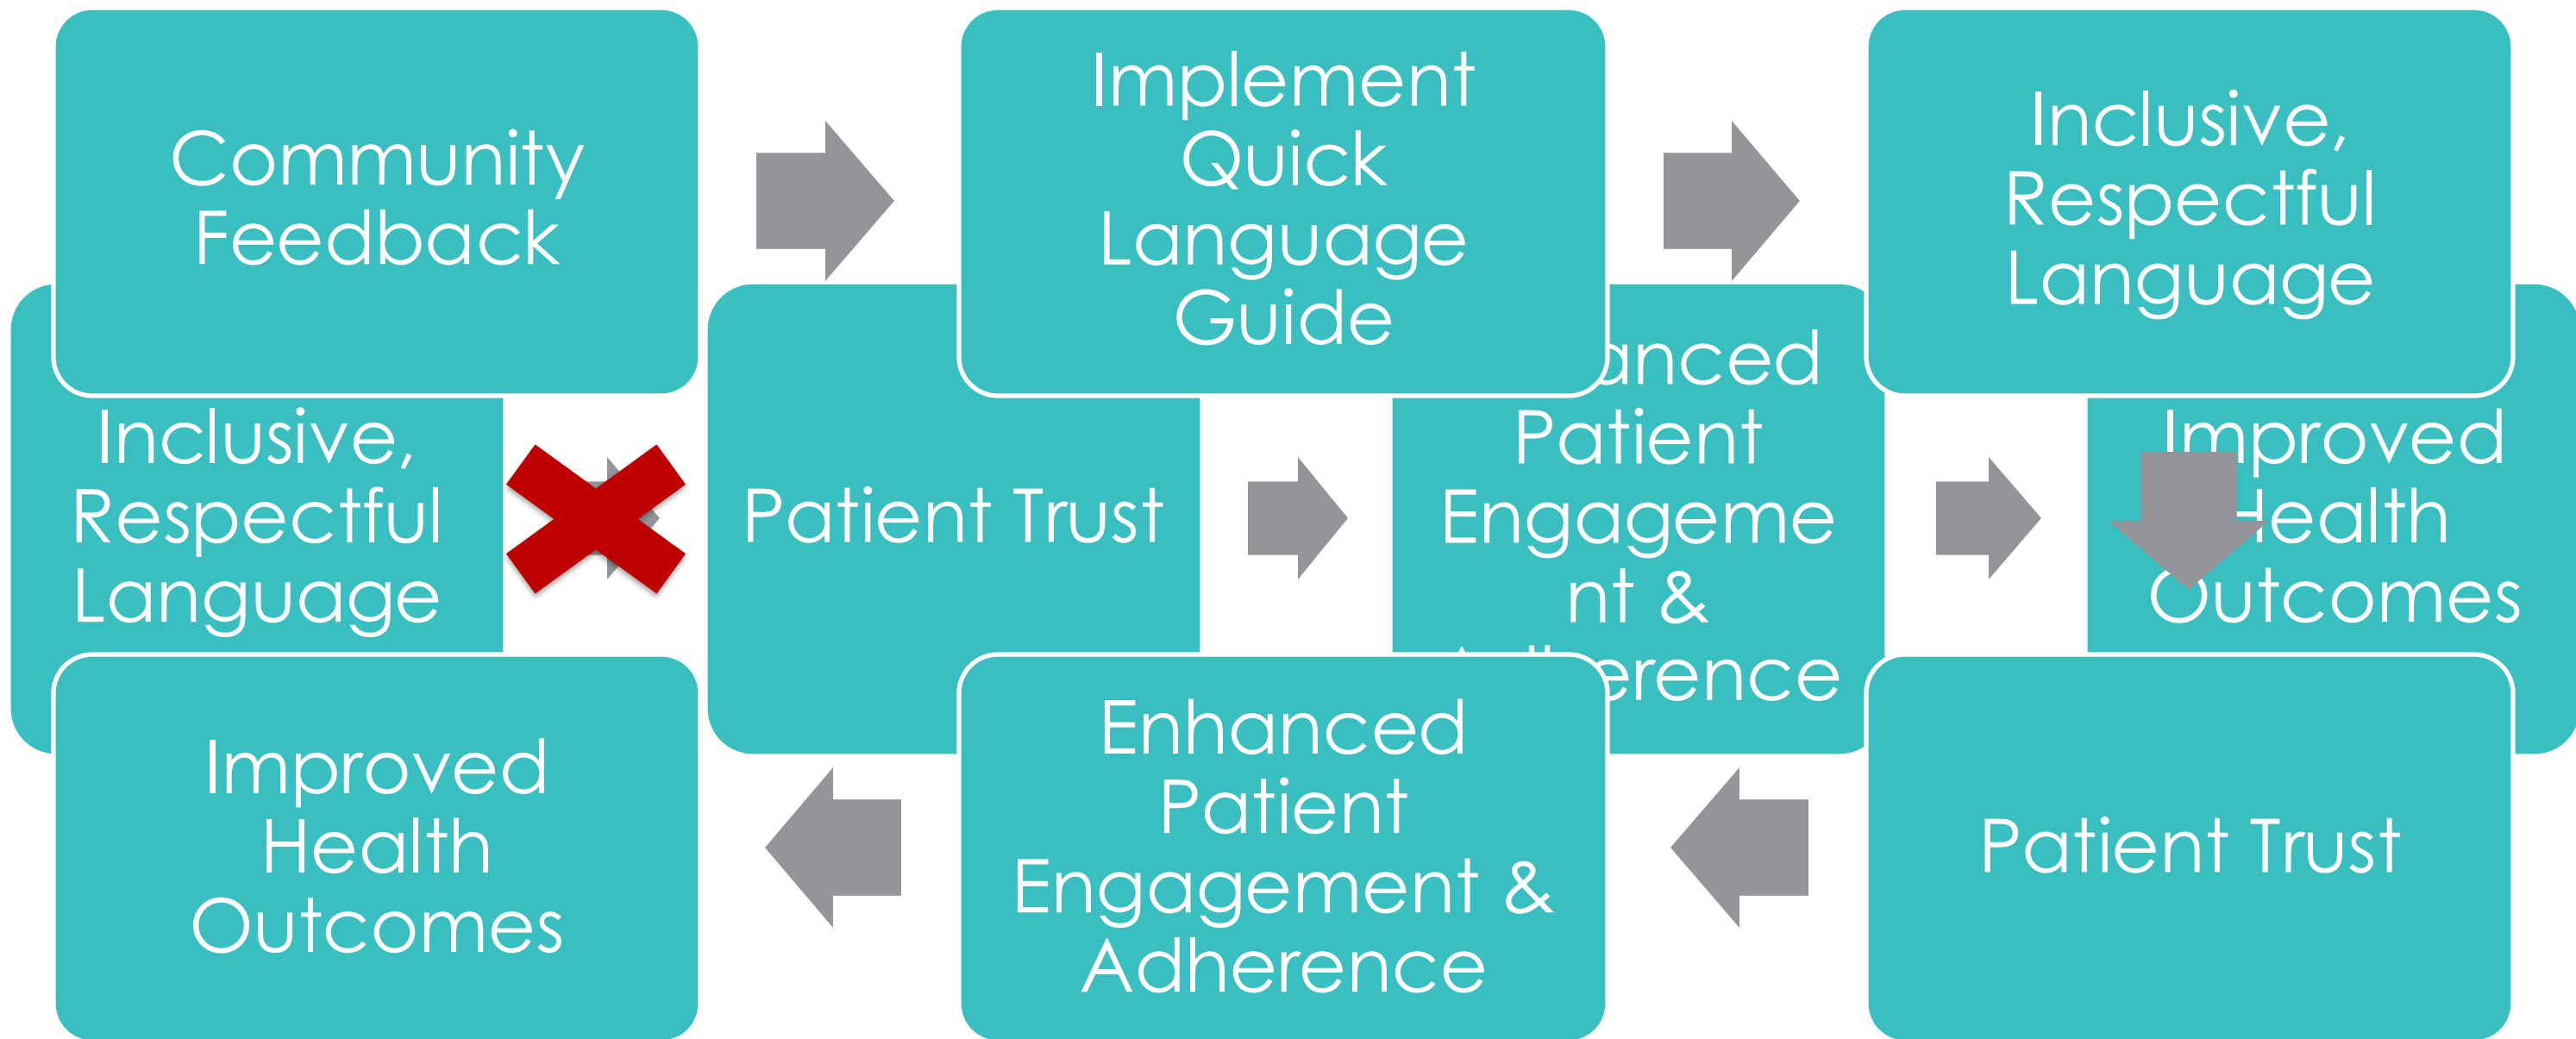 Community
Feedback
Implement
Quick
Language
Guide
Inclusive,
Respectful
Language
Inclusive,
Respectful
Language
Patient Trust
Patient
Engageme
nt &
Improved
Health
Outcomes
Improved
Health
Outcomes
Enhanced
Patient
Engagement &
Adherence
Patient Trust